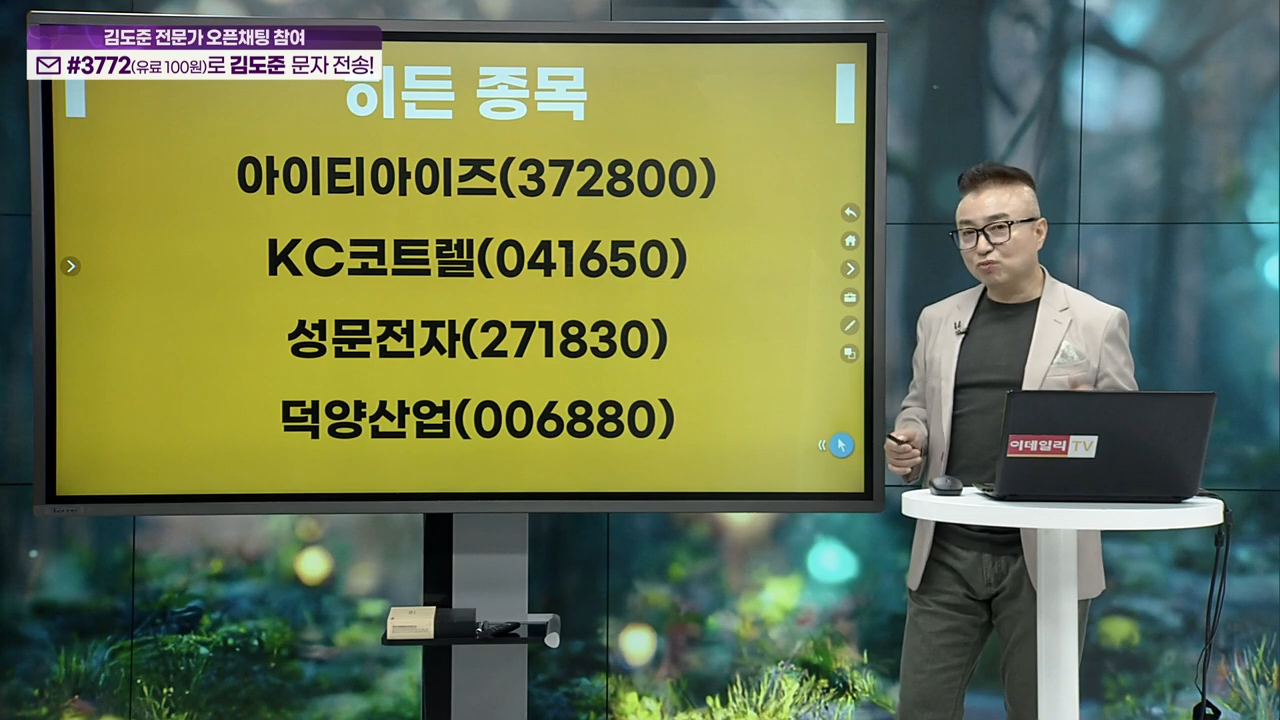 김도준 전문가 오픈채팅 참여
#3772(유료 100원)로 김도준 문자 전송!
히든 종목
아이티아이즈(372800)
KC코트렐(041650)
성문전자(271830)
덕양산업(006880)
이데일리TV